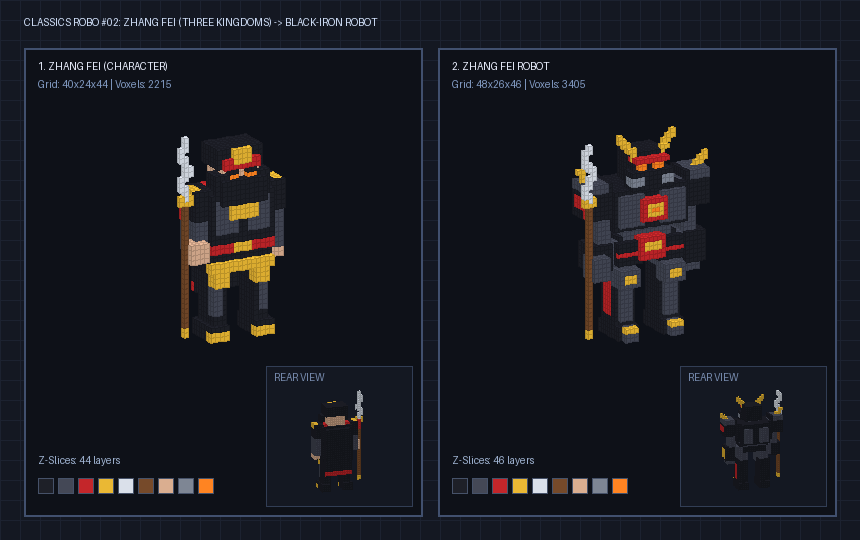 CLASSICS ROBO #02: ZHANG FEI (THREE KINGDOMS) -> BLACK-IRON ROBOT
1. ZHANG FEI (CHARACTER)
Grid: 40x24x44 | Voxels: 2215
REAR VIEW
Z-Slices: 44 layers
2. ZHANG FEI ROBOT
Grid: 48x26x46 | Voxels: 3405
REAR VIEW
Z-Slices: 46 layers